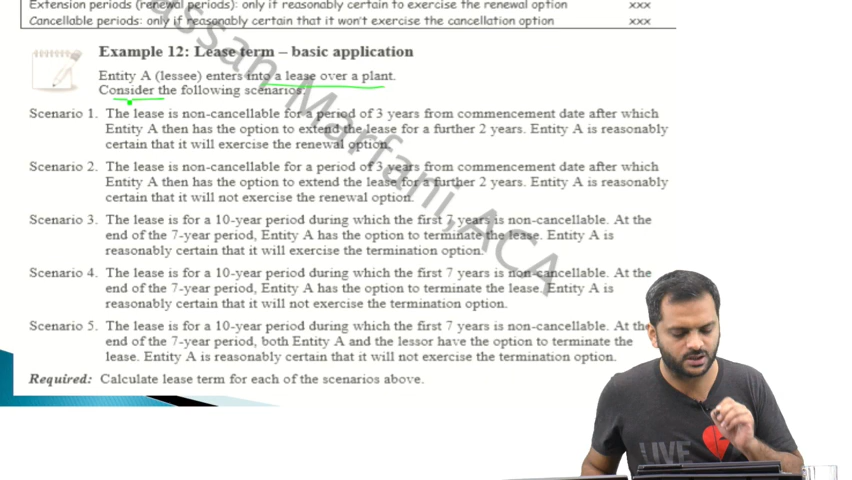 Extension periods (renewal periods): only if reasonably certain to exercise the renewal option xxx
Cancellable periods: only if reasonably certain that it won't exercise the cancellation option xxx
Example 12: Lease term – basic application
Entity A (lessee) enters into a lease over a plant.
Consider the following scenarios:
Scenario 1. The lease is non-cancellable for a period of 3 years from commencement date after which
Entity A then has the option to extend the lease for a further 2 years. Entity A is reasonably
certain that it will exercise the renewal option.
Scenario 2. The lease is non-cancellable for a period of 3 years from commencement date after which
Entity A then has the option to extend the lease for a further 2 years. Entity A is reasonably
certain that it will not exercise the renewal option.
Scenario 3. The lease is for a 10-year period during which the first 7 years is non-cancellable. At the
end of the 7-year period, Entity A has the option to terminate the lease. Entity A is
reasonably certain that it will exercise the termination option.
Scenario 4. The lease is for a 10-year period during which the first 7 years is non-cancellable. At the
end of the 7-year period, Entity A has the option to terminate the lease. Entity A is
reasonably certain that it will not exercise the termination option.
Scenario 5. The lease is for a 10-year period during which the first 7 years is non-cancellable. At the
end of the 7-year period, both Entity A and the lessor have the option to terminate the
lease. Entity A is reasonably certain that it will not exercise the termination option.
Required: Calculate lease term for each of the scenarios above.
assan Marfani, ACA
LIVE